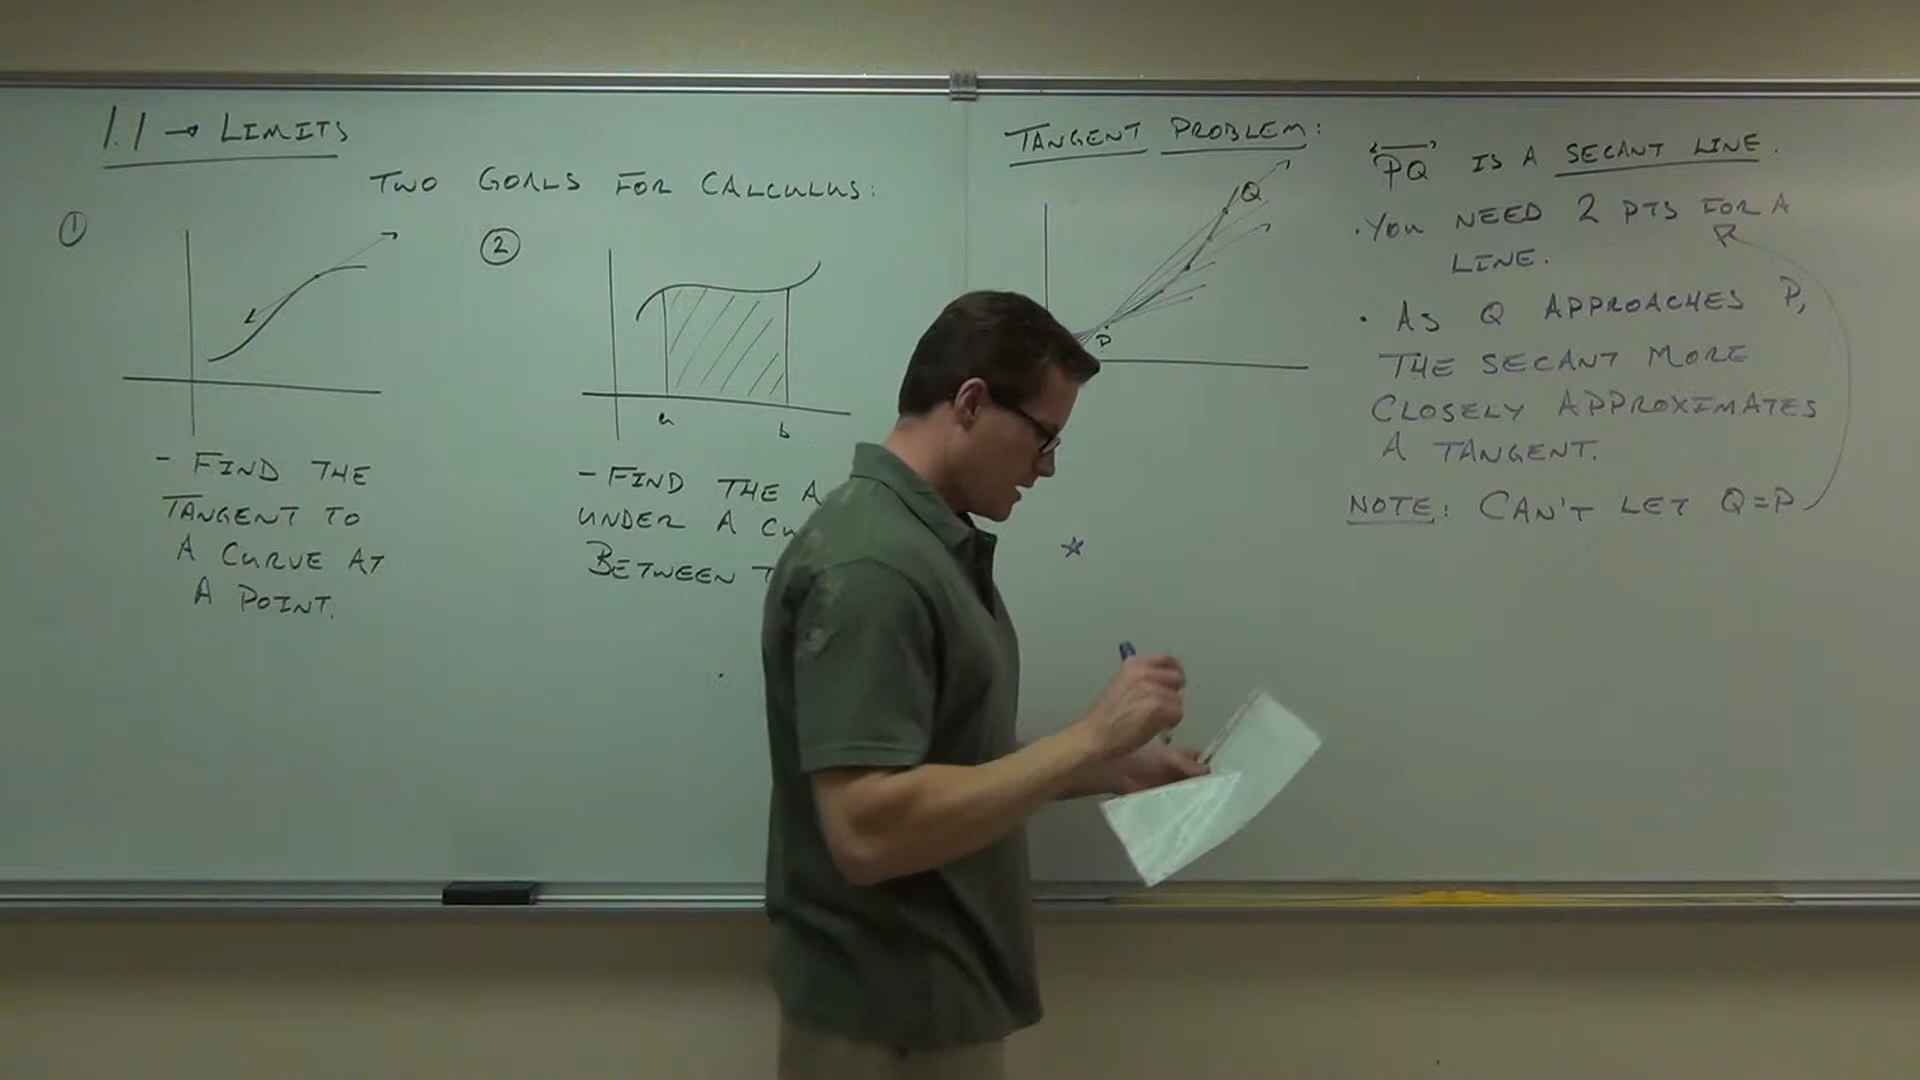 1.1 → LIMITS
TWO GOALS FOR CALCULUS:
①
- FIND THE
TANGENT TO
A CURVE AT
A POINT.
②
a b
- FIND THE A
UNDER A CU
BETWEEN T
TANGENT PROBLEM:
Q
P
PQ IS A SECANT LINE.
· YOU NEED 2 PTS FOR A
LINE.
· AS Q APPROACHES P,
THE SECANT MORE
CLOSELY APPROXIMATES
A TANGENT.
NOTE: CAN'T LET Q=P